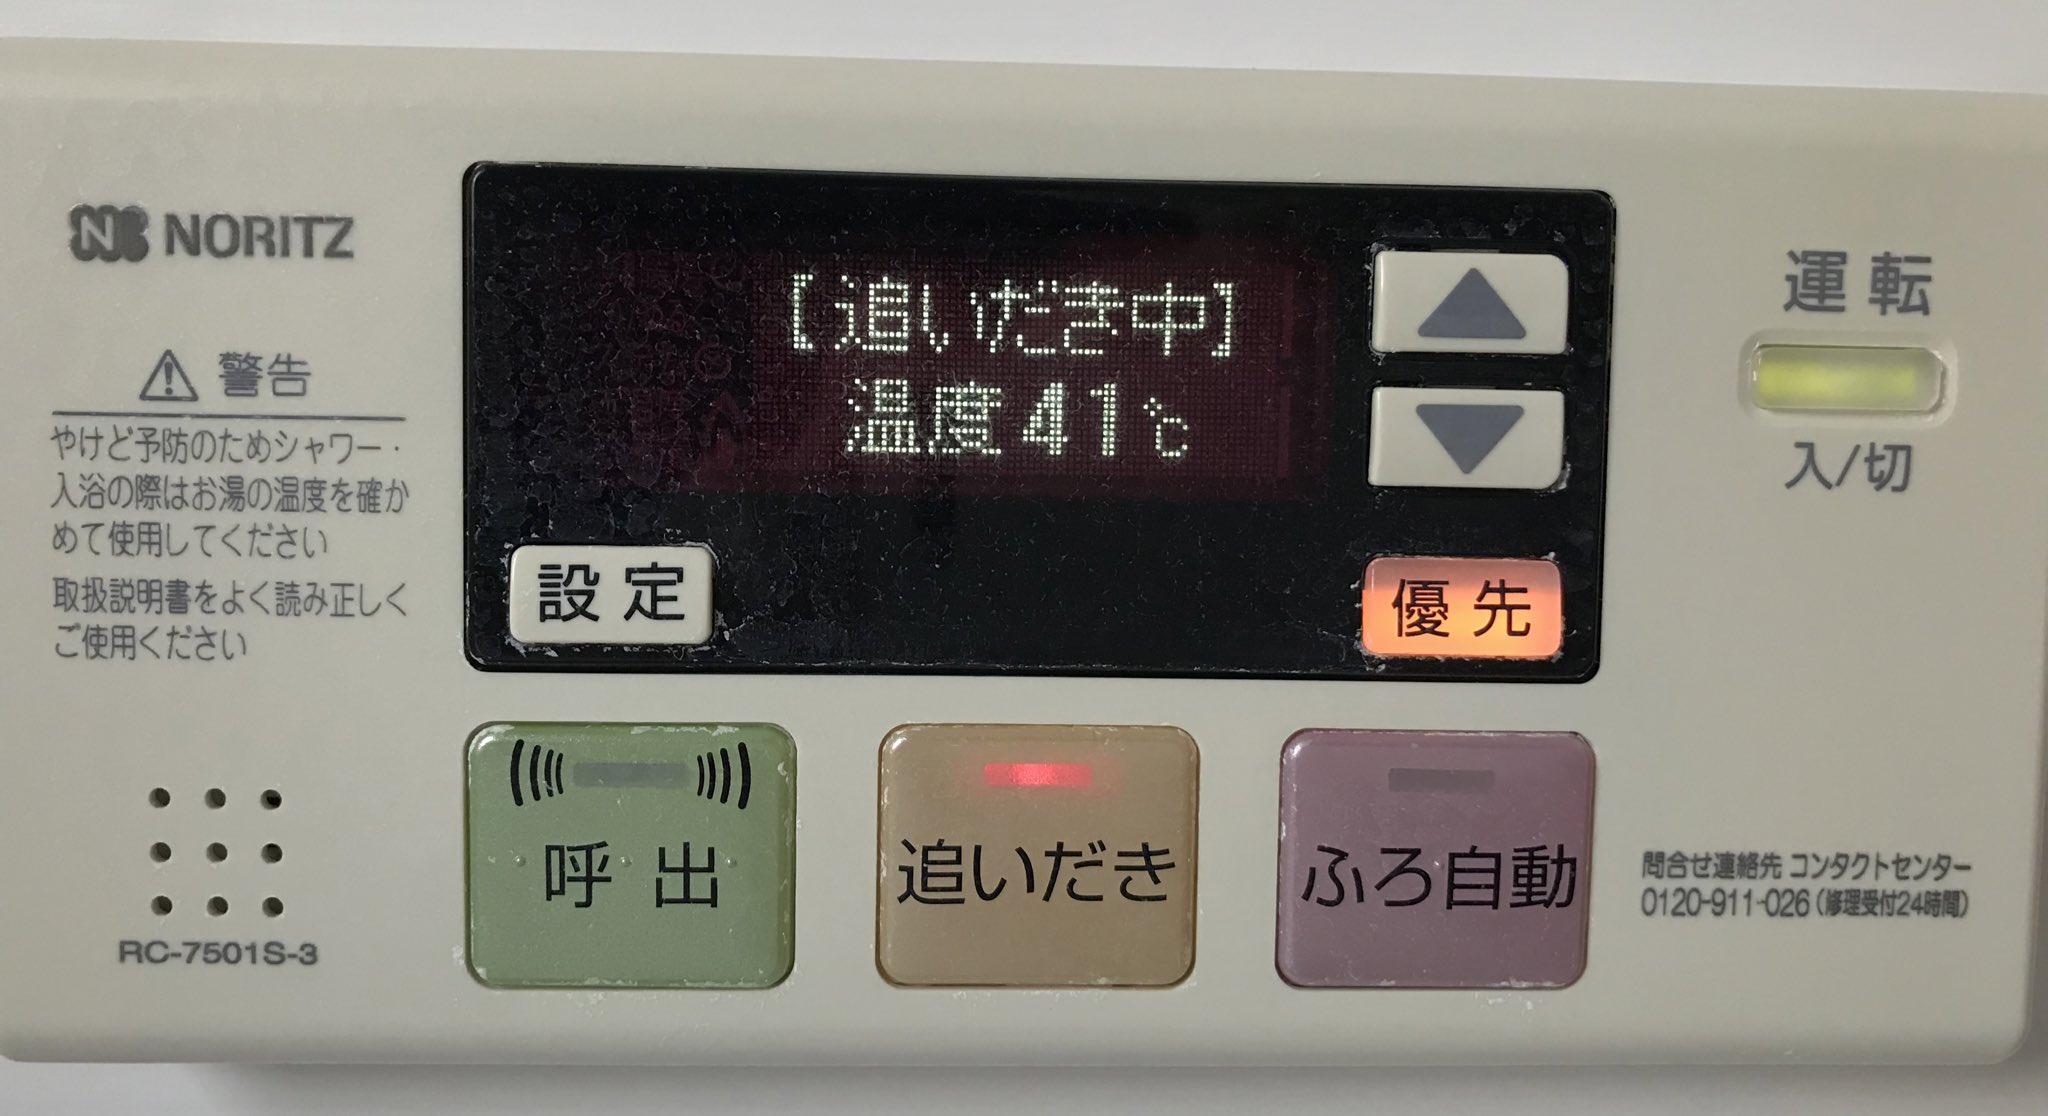 NORITZ
警告
やけど予防のためシャワー・
入浴の際はお湯の温度を確か
めて使用してください
取扱説明書をよく読み正しく
ご使用ください
RC-7501S-3
【追いだき中】
温度41℃
設定
優先
呼出
追いだき
ふろ自動
運転
入/切
問合せ連絡先 コンタクトセンター
0120-911-026(修理受付24時間)